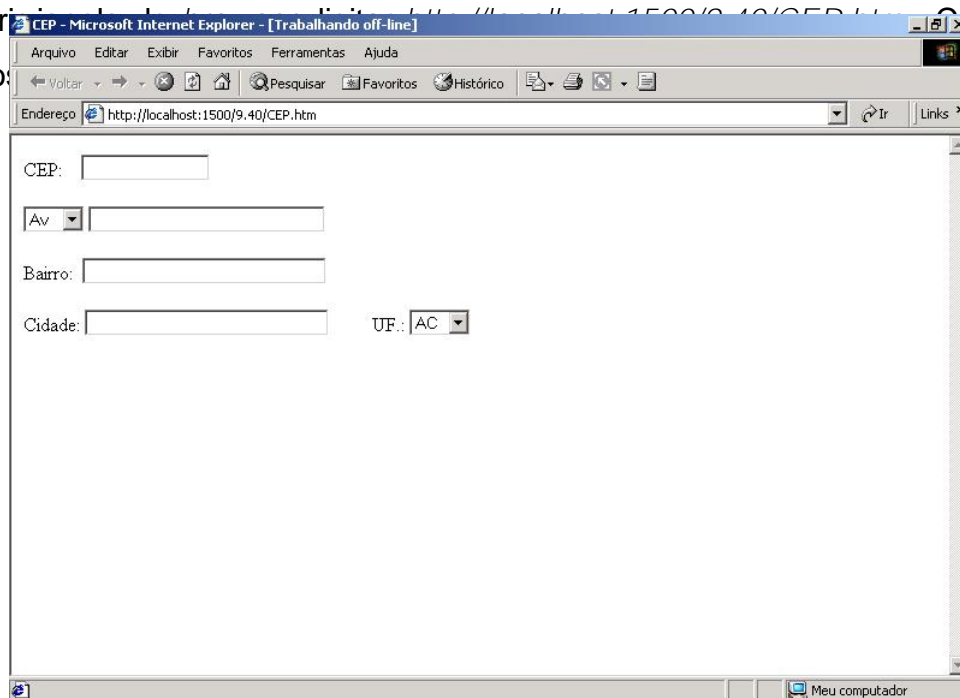 CEP - Microsoft Internet Explorer - [Trabalhando off-line]
Arquivo Editar Exibir Favoritos Ferramentas Ajuda
Voltar Pesquisar Favoritos Histórico
Endereço http://localhost:1500/9.40/CEP.htm Ir Links
CEP:
Av
Bairro:
Cidade: UF.: AC
Meu computador